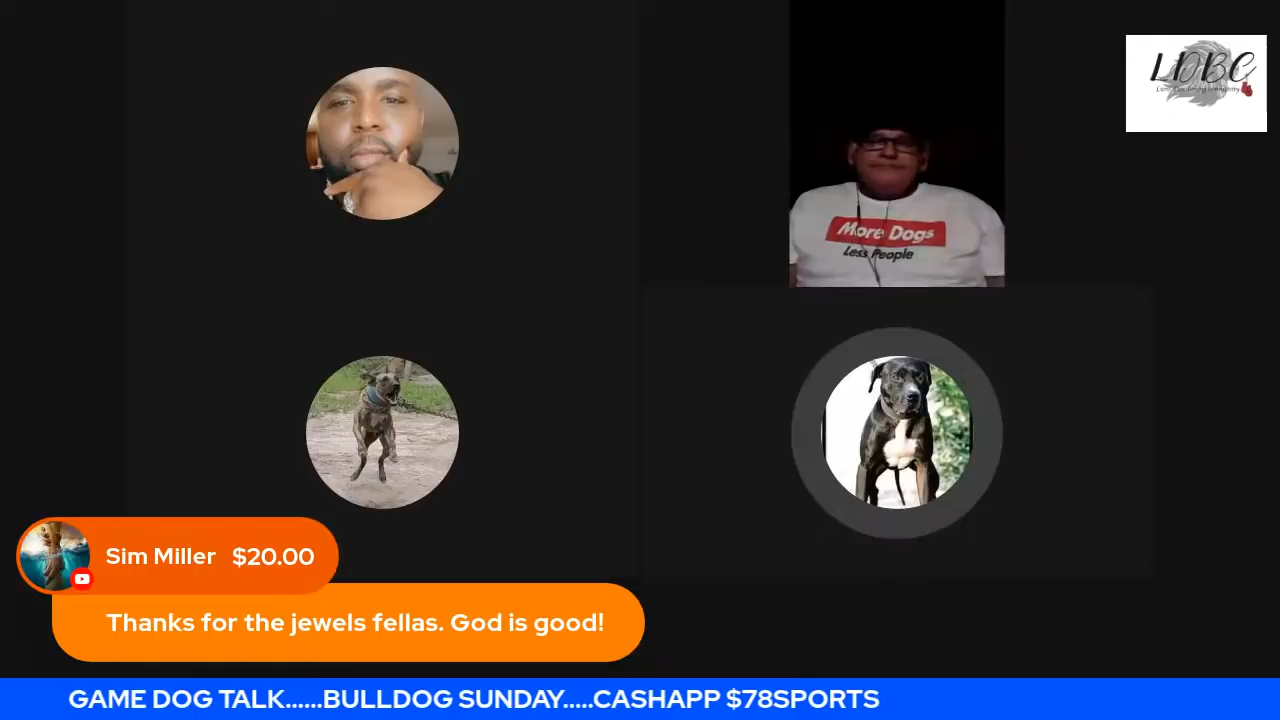 LDBC
More Dogs
Less People
Sim Miller $20.00
Thanks for the jewels fellas. God is good!
GAME DOG TALK......BULLDOG SUNDAY.....CASHAPP $78SPORTS